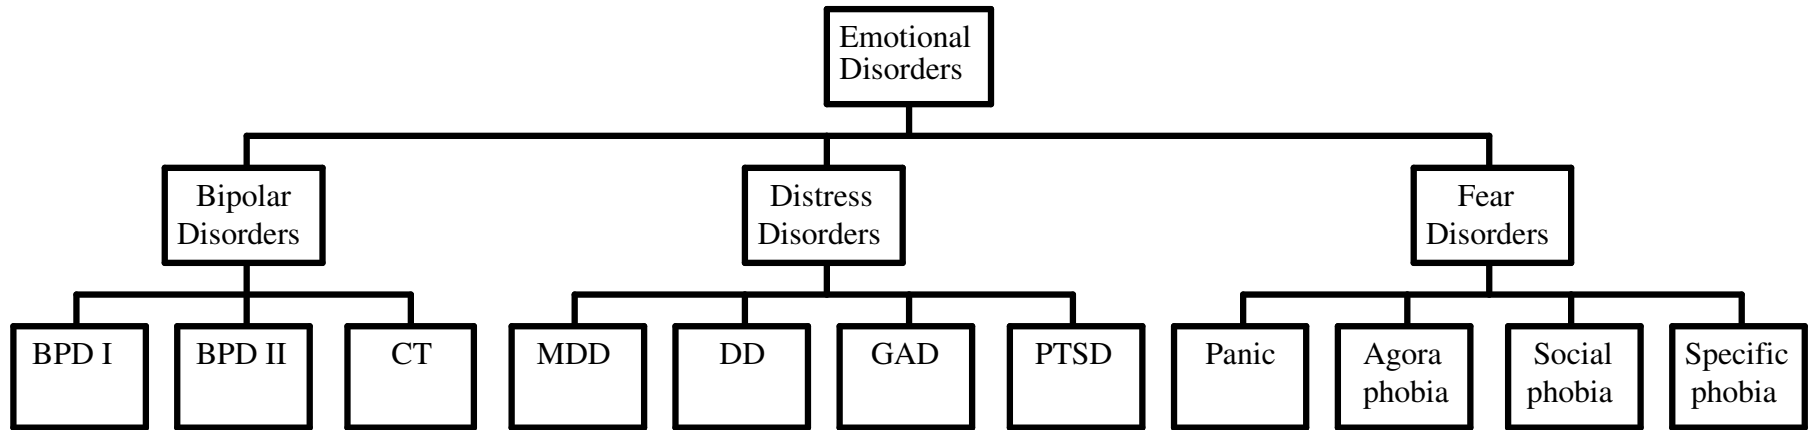 Emotional
Disorders
Bipolar
Disorders
Distress
Disorders
Fear
Disorders
BPD I
BPD II
CT
MDD
DD
GAD
PTSD
Panic
Agora
phobia
Social
phobia
Specific
phobia